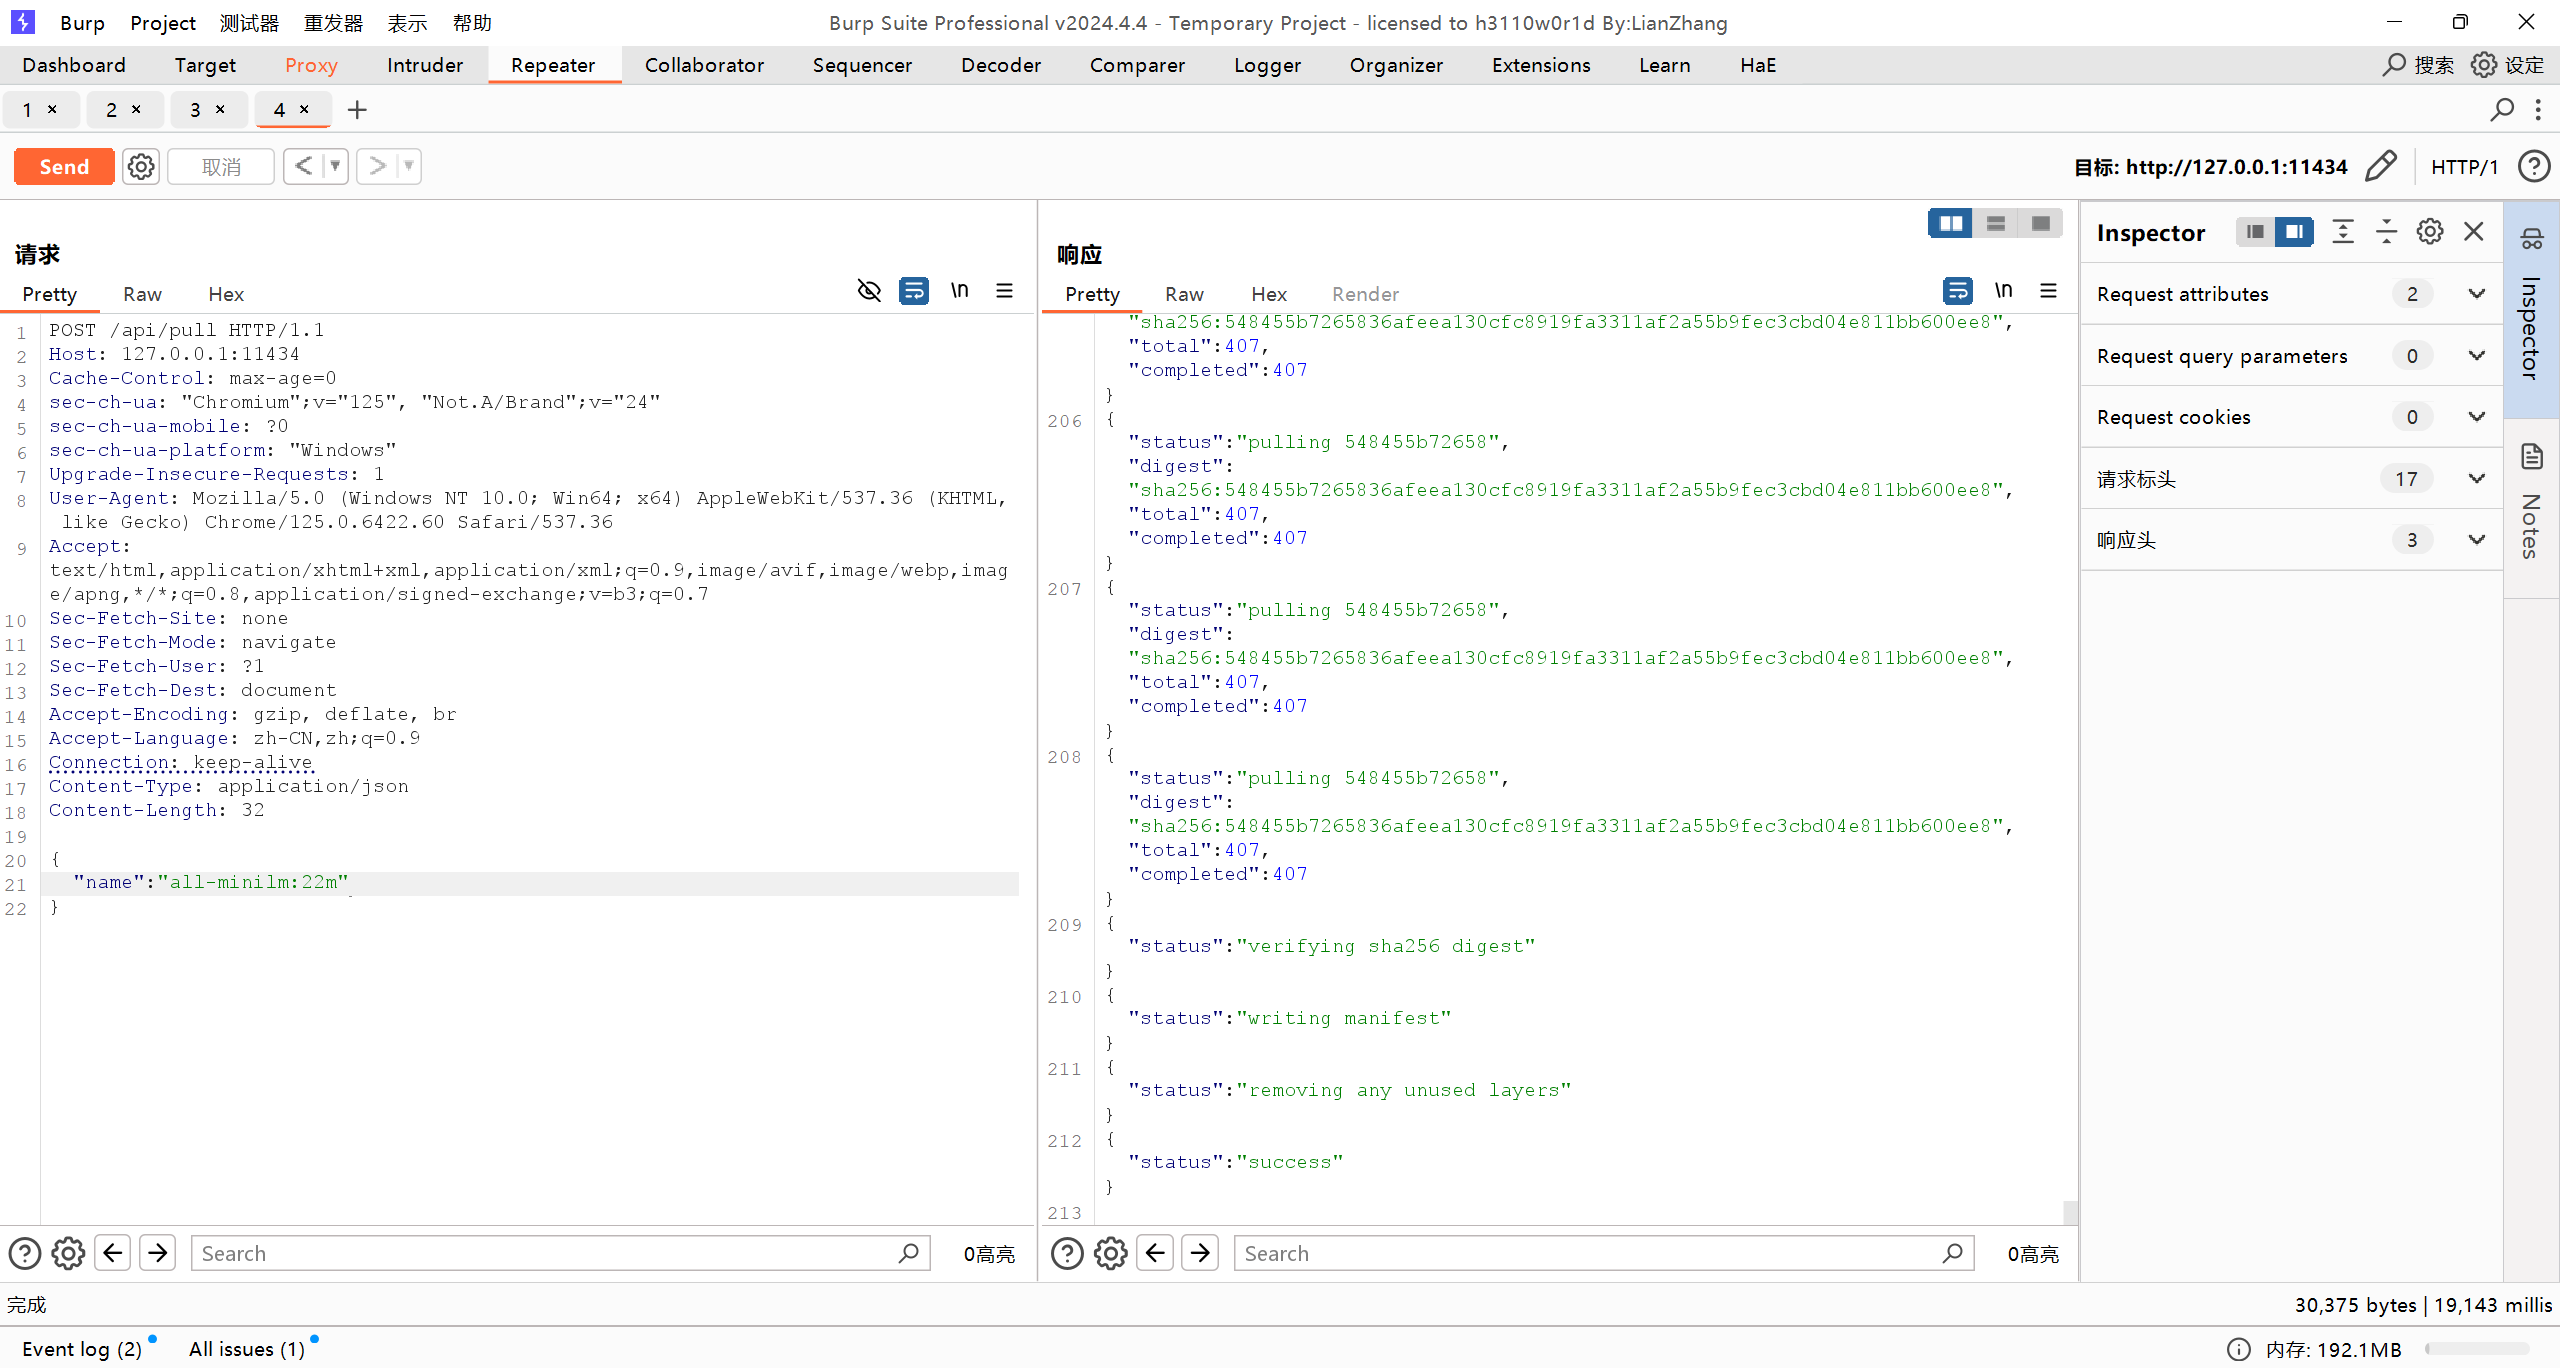 Burp Project 测试器 重发器 表示 帮助 Burp Suite Professional v2024.4.4 - Temporary Project - licensed to h3110w0r1d By:LianZhang
Dashboard Target Proxy Intruder Repeater Collaborator Sequencer Decoder Comparer Logger Organizer Extensions Learn HaE 搜索 设定
1 × 2 × 3 × 4 × +
Send 取消 < > 目标: http://127.0.0.1:11434 HTTP/1 ?
请求
Pretty Raw Hex \n
1 POST /api/pull HTTP/1.1
2 Host: 127.0.0.1:11434
3 Cache-Control: max-age=0
4 sec-ch-ua: "Chromium";v="125", "Not.A/Brand";v="24"
5 sec-ch-ua-mobile: ?0
6 sec-ch-ua-platform: "Windows"
7 Upgrade-Insecure-Requests: 1
8 User-Agent: Mozilla/5.0 (Windows NT 10.0; Win64; x64) AppleWebKit/537.36 (KHTML,
like Gecko) Chrome/125.0.6422.60 Safari/537.36
9 Accept:
text/html,application/xhtml+xml,application/xml;q=0.9,image/avif,image/webp,imag
e/apng,*/*;q=0.8,application/signed-exchange;v=b3;q=0.7
10 Sec-Fetch-Site: none
11 Sec-Fetch-Mode: navigate
12 Sec-Fetch-User: ?1
13 Sec-Fetch-Dest: document
14 Accept-Encoding: gzip, deflate, br
15 Accept-Language: zh-CN,zh;q=0.9
16 Connection: keep-alive
17 Content-Type: application/json
18 Content-Length: 32
19
20 {
21 "name":"all-minilm:22m"
22 }
Search 0高亮
响应
Pretty Raw Hex Render \n
"sha256:548455b7265836afeea130cfc8919fa3311af2a55b9fec3cbd04e811bb600ee8",
"total":407,
"completed":407
}
206 {
"status":"pulling 548455b72658",
"digest":
"sha256:548455b7265836afeea130cfc8919fa3311af2a55b9fec3cbd04e811bb600ee8",
"total":407,
"completed":407
}
207 {
"status":"pulling 548455b72658",
"digest":
"sha256:548455b7265836afeea130cfc8919fa3311af2a55b9fec3cbd04e811bb600ee8",
"total":407,
"completed":407
}
208 {
"status":"pulling 548455b72658",
"digest":
"sha256:548455b7265836afeea130cfc8919fa3311af2a55b9fec3cbd04e811bb600ee8",
"total":407,
"completed":407
}
209 {
"status":"verifying sha256 digest"
}
210 {
"status":"writing manifest"
}
211 {
"status":"removing any unused layers"
}
212 {
"status":"success"
}
213
Search 0高亮
Inspector
Request attributes 2
Request query parameters 0
Request cookies 0
请求标头 17
响应头 3
Inspector
Notes
完成 30,375 bytes | 19,143 millis
Event log (2) All issues (1) 内存: 192.1MB